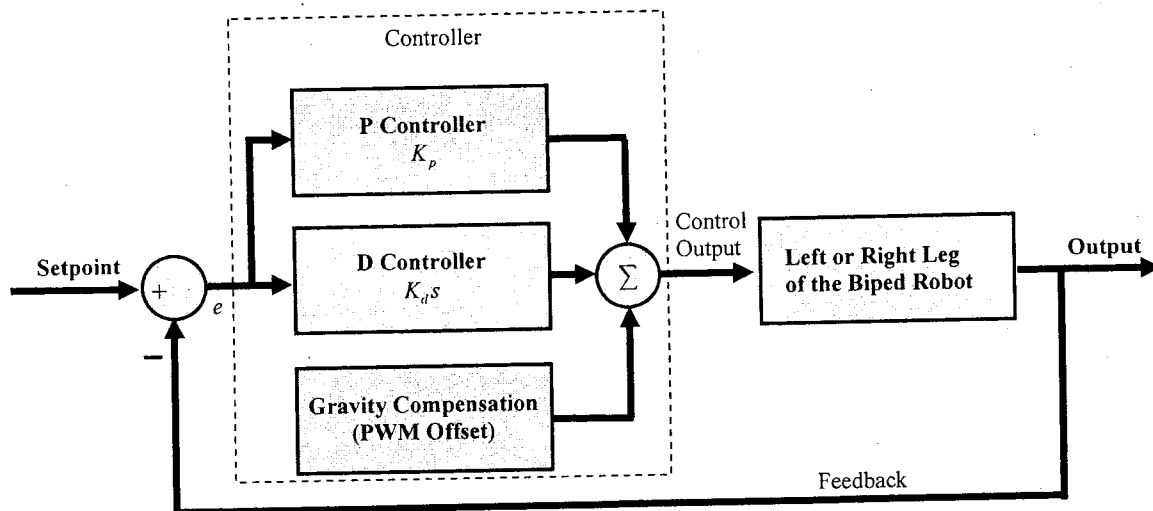 Controller
P Controller
K_p
Control
Output
Left or Right Leg
of the Biped Robot
Output
Setpoint
+
e
D Controller
K_d s
Σ
−
Gravity Compensation
(PWM Offset)
Feedback